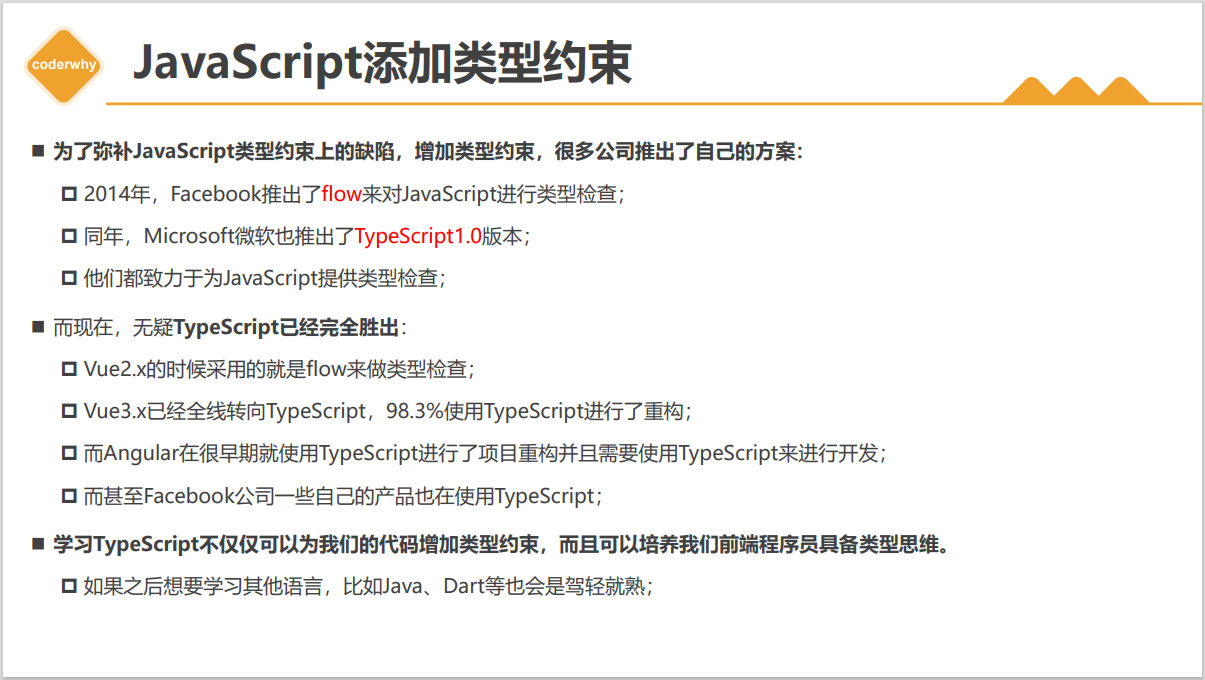 coderwhy
JavaScript添加类型约束
为了弥补JavaScript类型约束上的缺陷，增加类型约束，很多公司推出了自己的方案：
2014年，Facebook推出了flow来对JavaScript进行类型检查；
同年，Microsoft微软也推出了TypeScript1.0版本；
他们都致力于为JavaScript提供类型检查；
而现在，无疑TypeScript已经完全胜出：
Vue2.x的时候采用的就是flow来做类型检查；
Vue3.x已经全线转向TypeScript，98.3%使用TypeScript进行了重构；
而Angular在很早期就使用TypeScript进行了项目重构并且需要使用TypeScript来进行开发；
而甚至Facebook公司一些自己的产品也在使用TypeScript；
学习TypeScript不仅仅可以为我们的代码增加类型约束，而且可以培养我们前端程序员具备类型思维。
如果之后想要学习其他语言，比如Java、Dart等也会是驾轻就熟；